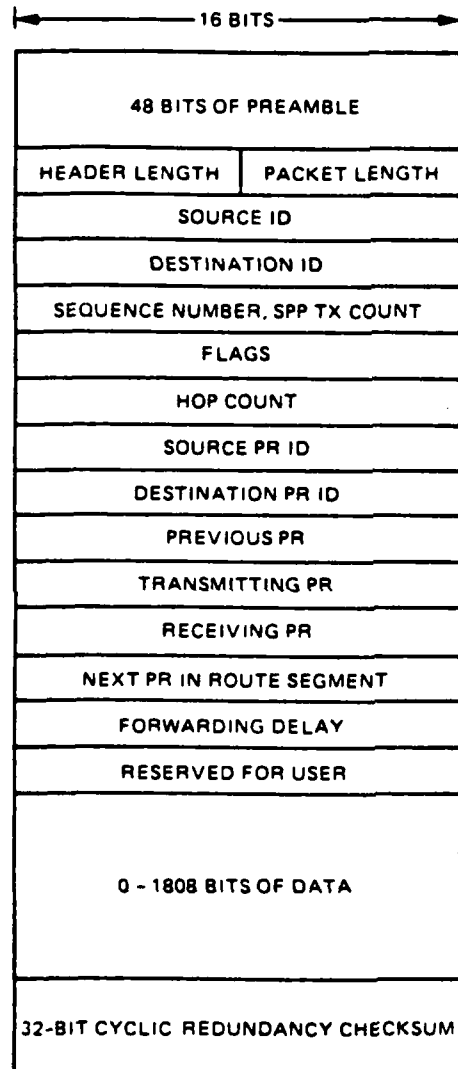 16 BITS
48 BITS OF PREAMBLE
HEADER LENGTH PACKET LENGTH
SOURCE ID
DESTINATION ID
SEQUENCE NUMBER, SPP TX COUNT
FLAGS
HOP COUNT
SOURCE PR ID
DESTINATION PR ID
PREVIOUS PR
TRANSMITTING PR
RECEIVING PR
NEXT PR IN ROUTE SEGMENT
FORWARDING DELAY
RESERVED FOR USER
0 - 1808 BITS OF DATA
32-BIT CYCLIC REDUNDANCY CHECKSUM